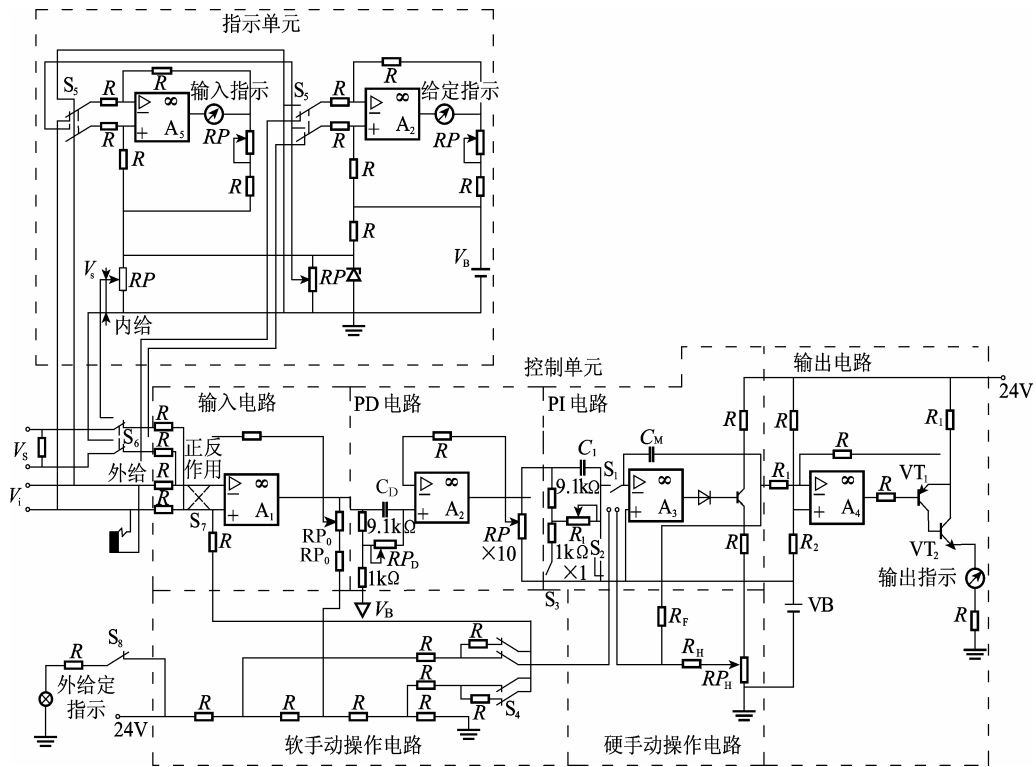 指示单元
S5
R
R
R
∞
A5
输入指示
RP
R
R
S5
R
R
R
∞
A2
给定指示
RP
R
R
R
Vs
RP
内给
RP
VB
控制单元
输出电路
24V
输入电路
PD 电路
PI 电路
VS
外给
S6
R
R
R
R
Vi
正反
作用
S7
∞
A1
R
RP0
RP0
CD
9.1kΩ
RPD
1kΩ
VB
R
∞
A2
RP
×10
C1
9.1kΩ
R1
1kΩ
×1
S1
S2
S3
CM
∞
A3
R
R
RF
RH
RPH
R
R1
R2
R
∞
A4
R
R1
VT1
VT2
输出指示
R
VB
S8
R
外给定
指示
24V
R
R
R
R
R
R
R
R
S4
软手动操作电路
硬手动操作电路